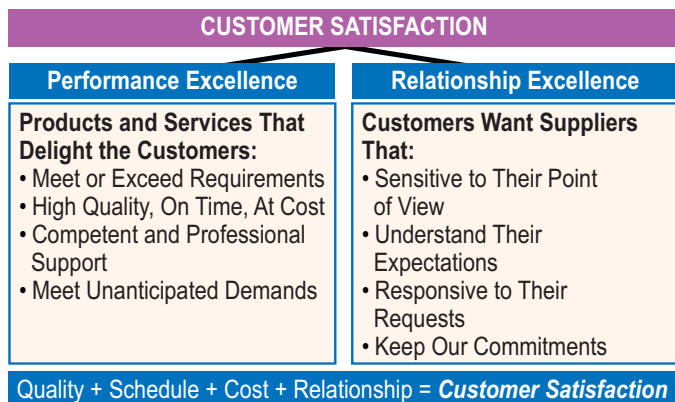 CUSTOMER SATISFACTION
Performance Excellence
Products and Services That
Delight the Customers:
• Meet or Exceed Requirements
• High Quality, On Time, At Cost
• Competent and Professional
Support
• Meet Unanticipated Demands
Relationship Excellence
Customers Want Suppliers
That:
• Sensitive to Their Point
of View
• Understand Their
Expectations
• Responsive to Their
Requests
• Keep Our Commitments
Quality + Schedule + Cost + Relationship = Customer Satisfaction